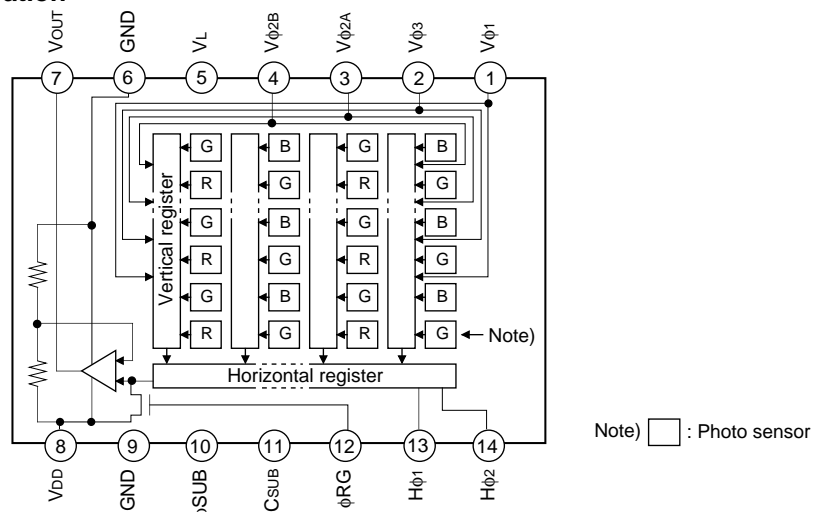 VOUT GND VL Vϕ2B Vϕ2A Vϕ3 Vϕ1
7 6 5 4 3 2 1
Vertical register
G B G B
R G R G
G B G B
R G R G
G B G B
R G R G
Note)
Horizontal register
8 9 10 11 12 13 14
VDD GND ϕSUB CSUB ϕRG Hϕ1 Hϕ2
Note) : Photo sensor